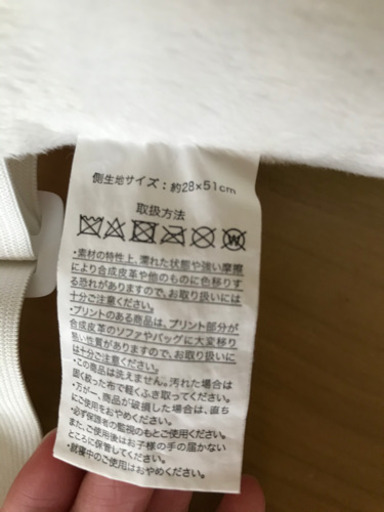 側生地サイズ：約28×51cm
取扱方法
・素材の特性上、濡れた状態や強い摩擦
により合成皮革や他のものに色移りす
る恐れがありますので、お取り扱いには
十分ご注意ください。
・プリントのある商品は、プリント部分が
合成皮革のソファやバッグに大変移り
易い性質がありますので、お取り扱いに
は十分ご注意ください。
・この商品は洗えません。汚れた場合は
固く絞った布で軽くふき取ってください。
・万が一、商品が破損した場合は、直ち
にご使用をおやめください。
・必ず保護者の監視のもとご使用ください。
また、ご使用後はお子様の手の届かない
ところに保管してください。
・就寝中のご使用はおやめください。